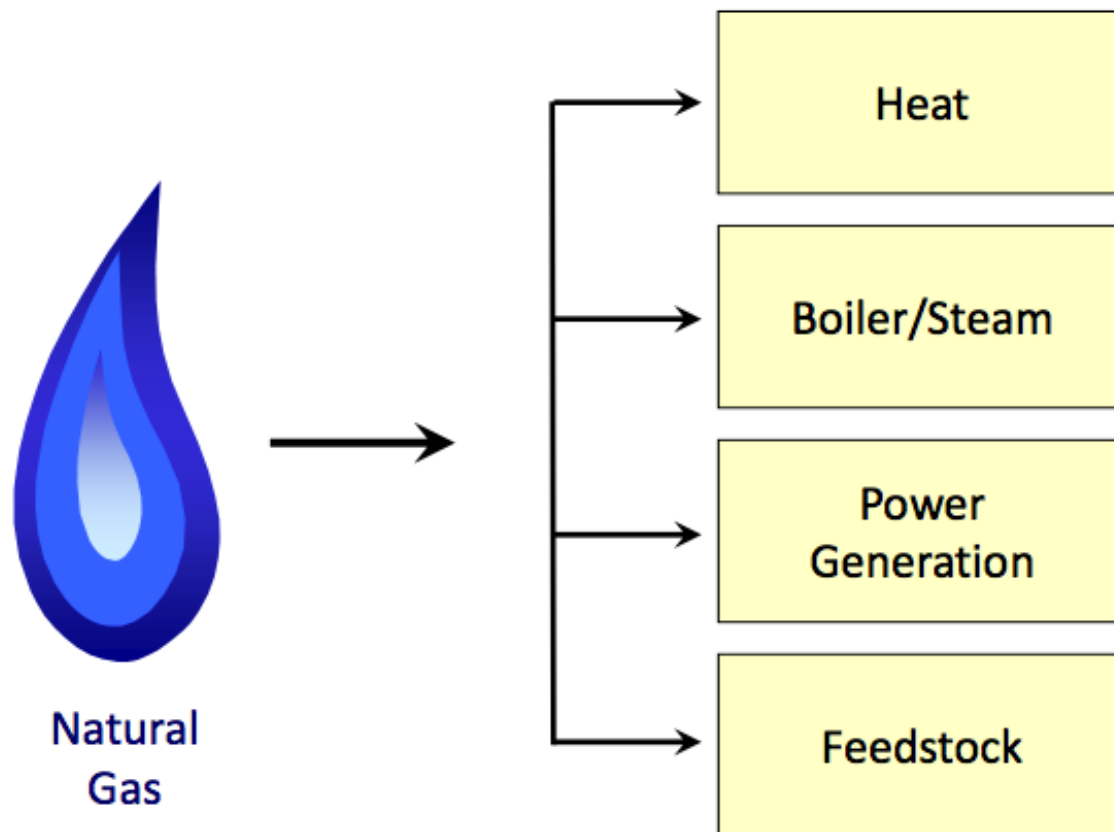 Heat
Boiler/Steam
Power
Generation
Feedstock
Natural
Gas